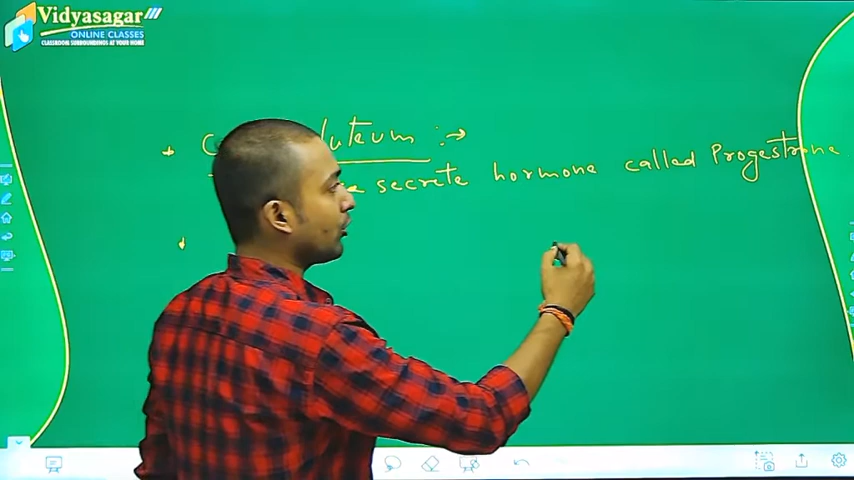 Vidyasagar
ONLINE CLASSES
CLASSROOM SURROUNDINGS AT YOUR HOME
luteum :→
secrete hormone called Progestrone